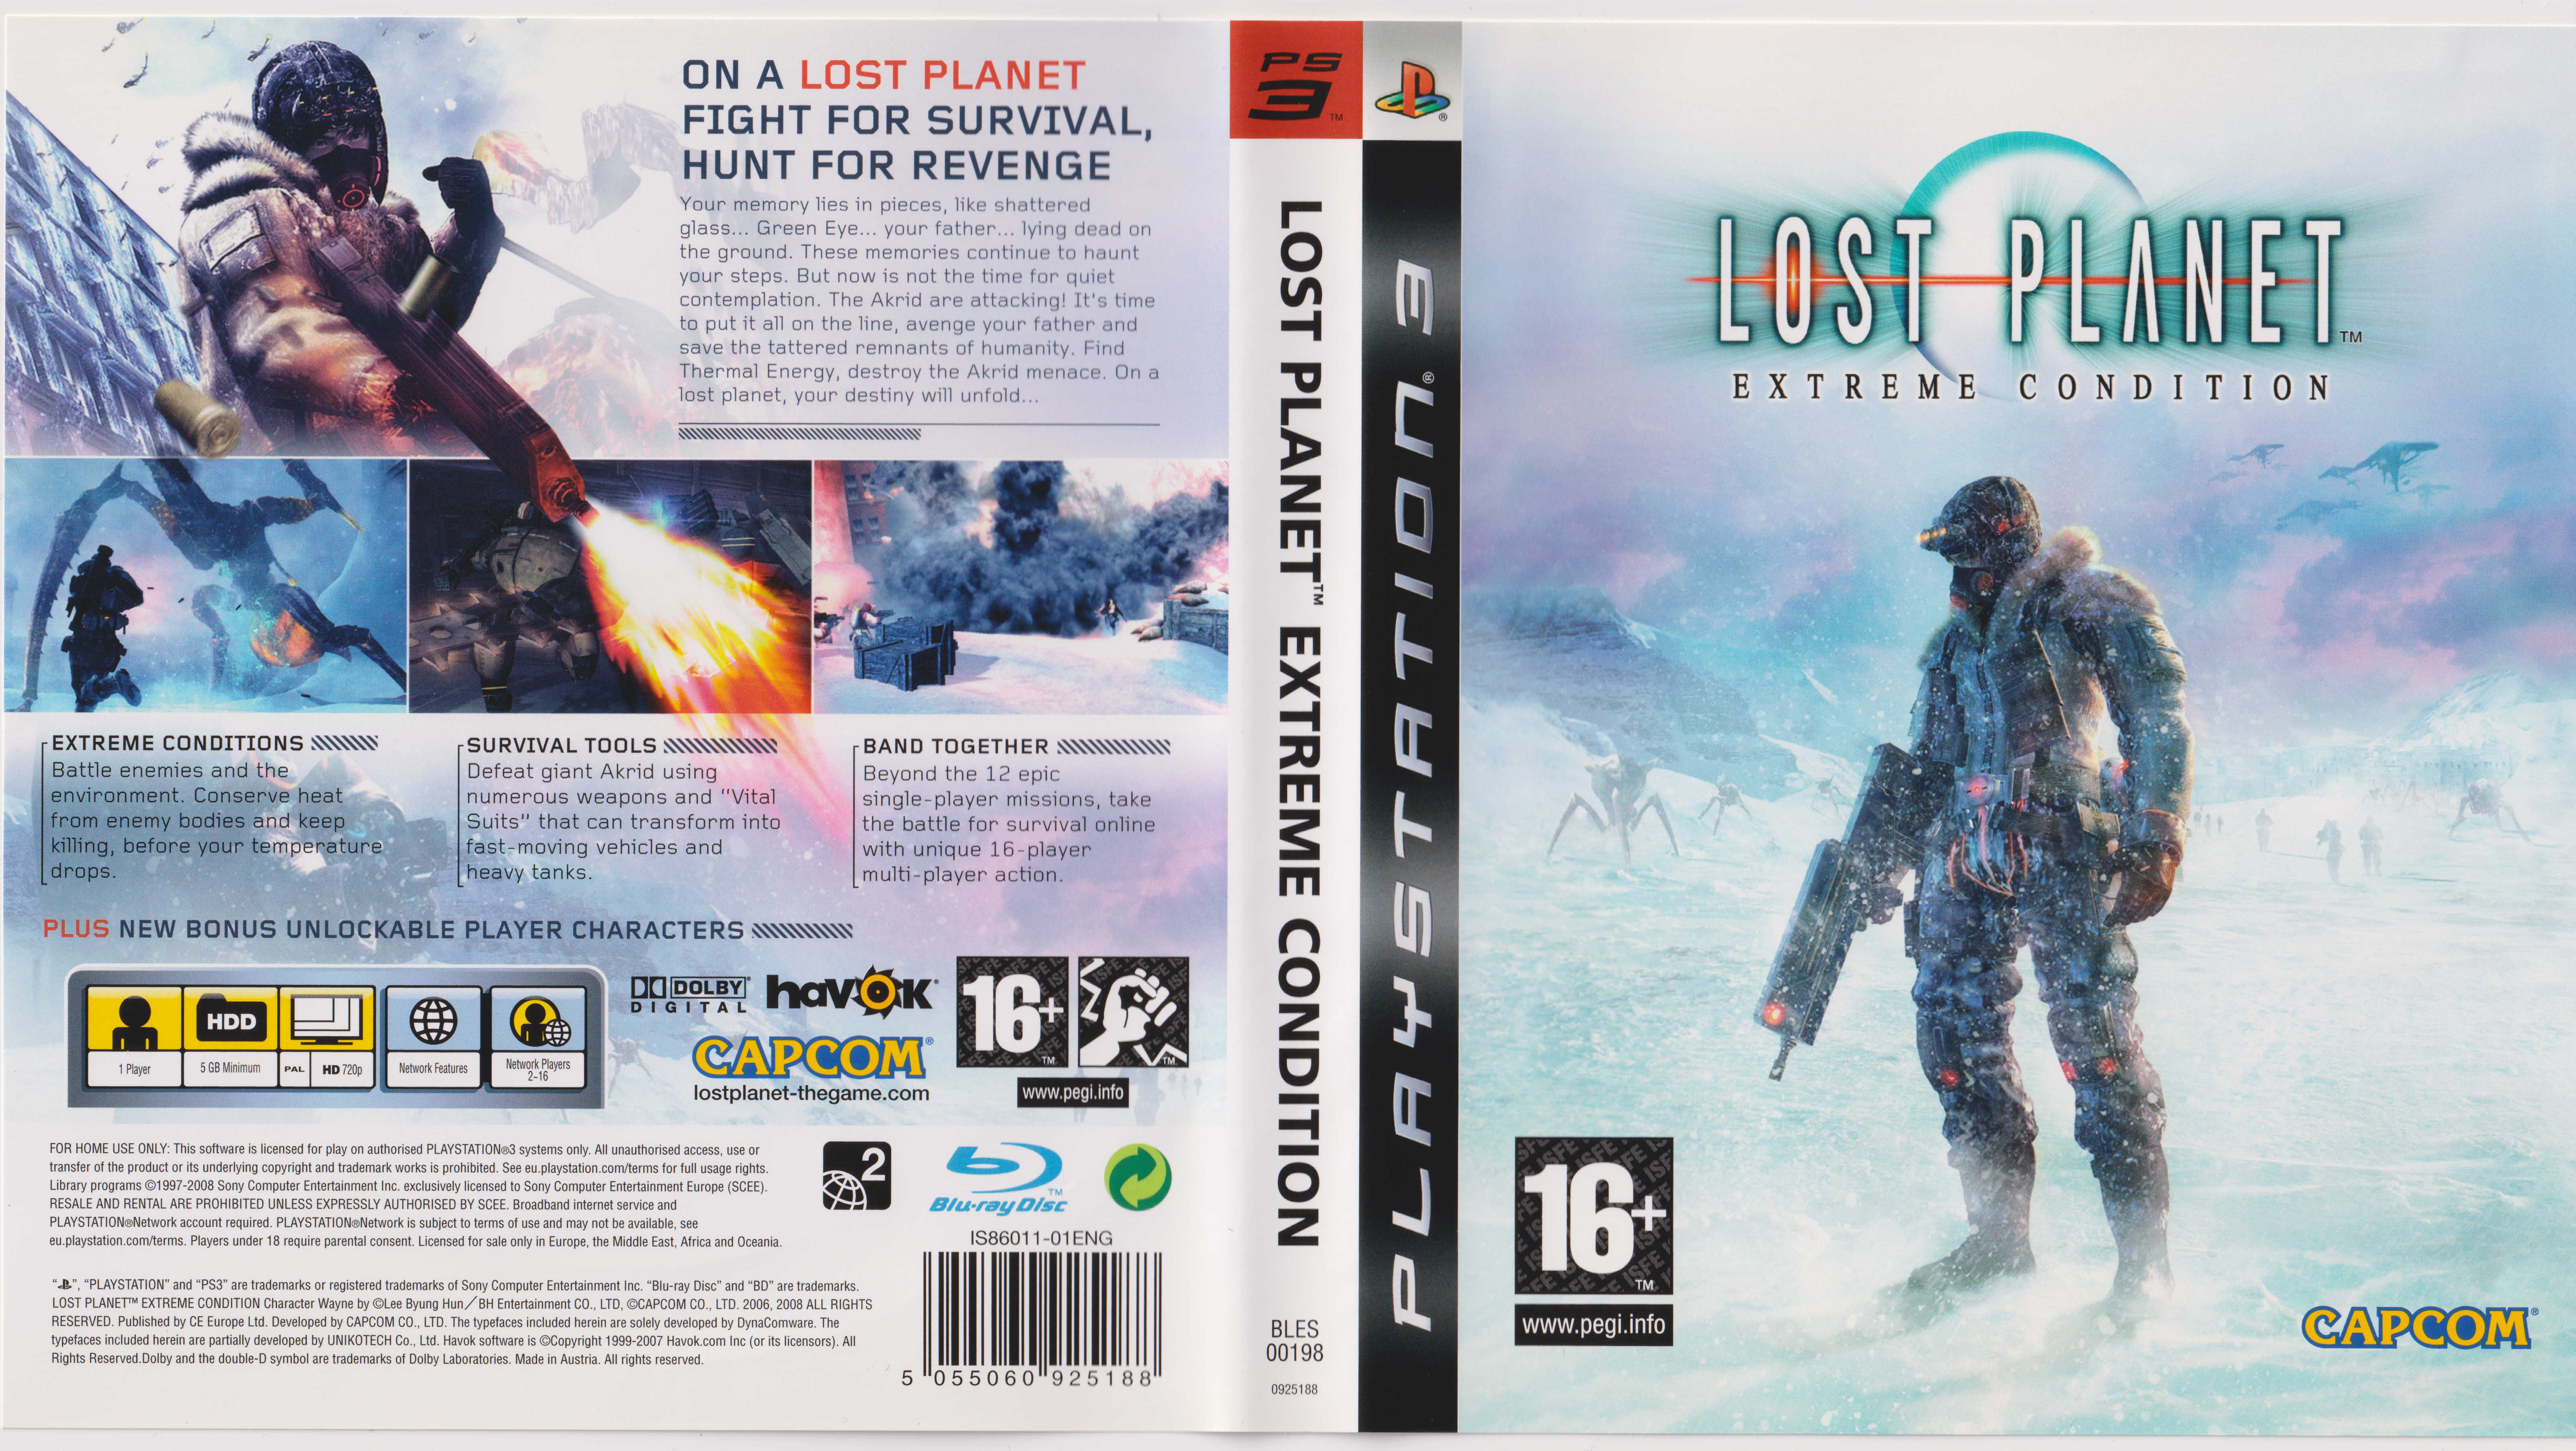 ON A LOST PLANET
FIGHT FOR SURVIVAL,
HUNT FOR REVENGE
Your memory lies in pieces, like shattered
glass... Green Eye... your father... lying dead on
the ground. These memories continue to haunt
your steps. But now is not the time for quiet
contemplation. The Akrid are attacking! It's time
to put it all on the line, avenge your father and
save the tattered remnants of humanity. Find
Thermal Energy, destroy the Akrid menace. On a
lost planet, your destiny will unfold...
EXTREME CONDITIONS
Battle enemies and the
environment. Conserve heat
from enemy bodies and keep
killing, before your temperature
drops.
SURVIVAL TOOLS
Defeat giant Akrid using
numerous weapons and "Vital
Suits" that can transform into
fast-moving vehicles and
heavy tanks.
BAND TOGETHER
Beyond the 12 epic
single-player missions, take
the battle for survival online
with unique 16-player
multi-player action.
PLUS NEW BONUS UNLOCKABLE PLAYER CHARACTERS
HDD
1 Player
5 GB Minimum
PAL
HD 720p
Network Features
Network Players
2-16
DOLBY®
DIGITAL
havok®
CAPCOM®
lostplanet-thegame.com
16+™
™
www.pegi.info
FOR HOME USE ONLY: This software is licensed for play on authorised PLAYSTATION®3 systems only. All unauthorised access, use or
transfer of the product or its underlying copyright and trademark works is prohibited. See eu.playstation.com/terms for full usage rights.
Library programs ©1997-2008 Sony Computer Entertainment Inc. exclusively licensed to Sony Computer Entertainment Europe (SCEE).
RESALE AND RENTAL ARE PROHIBITED UNLESS EXPRESSLY AUTHORISED BY SCEE. Broadband internet service and
PLAYSTATION®Network account required. PLAYSTATION®Network is subject to terms of use and may not be available, see
eu.playstation.com/terms. Players under 18 require parental consent. Licensed for sale only in Europe, the Middle East, Africa and Oceania.
2
Blu-ray Disc™
IS86011-01ENG
5 055060 925188
“ ”, “PLAYSTATION” and “PS3” are trademarks or registered trademarks of Sony Computer Entertainment Inc. “Blu-ray Disc” and “BD” are trademarks.
LOST PLANET™ EXTREME CONDITION Character Wayne by ©Lee Byung Hun／BH Entertainment CO., LTD, ©CAPCOM CO., LTD. 2006, 2008 ALL RIGHTS
RESERVED. Published by CE Europe Ltd. Developed by CAPCOM CO., LTD. The typefaces included herein are solely developed by DynaComware. The
typefaces included herein are partially developed by UNIKOTECH Co., Ltd. Havok software is ©Copyright 1999-2007 Havok.com Inc (or its licensors). All
Rights Reserved.Dolby and the double-D symbol are trademarks of Dolby Laboratories. Made in Austria. All rights reserved.
PS
3™
®
LOST PLANET™ EXTREME CONDITION
BLES
00198
0925188
PLAYSTATION®3
LOST PLANET™
EXTREME CONDITION
16+™
www.pegi.info
CAPCOM®